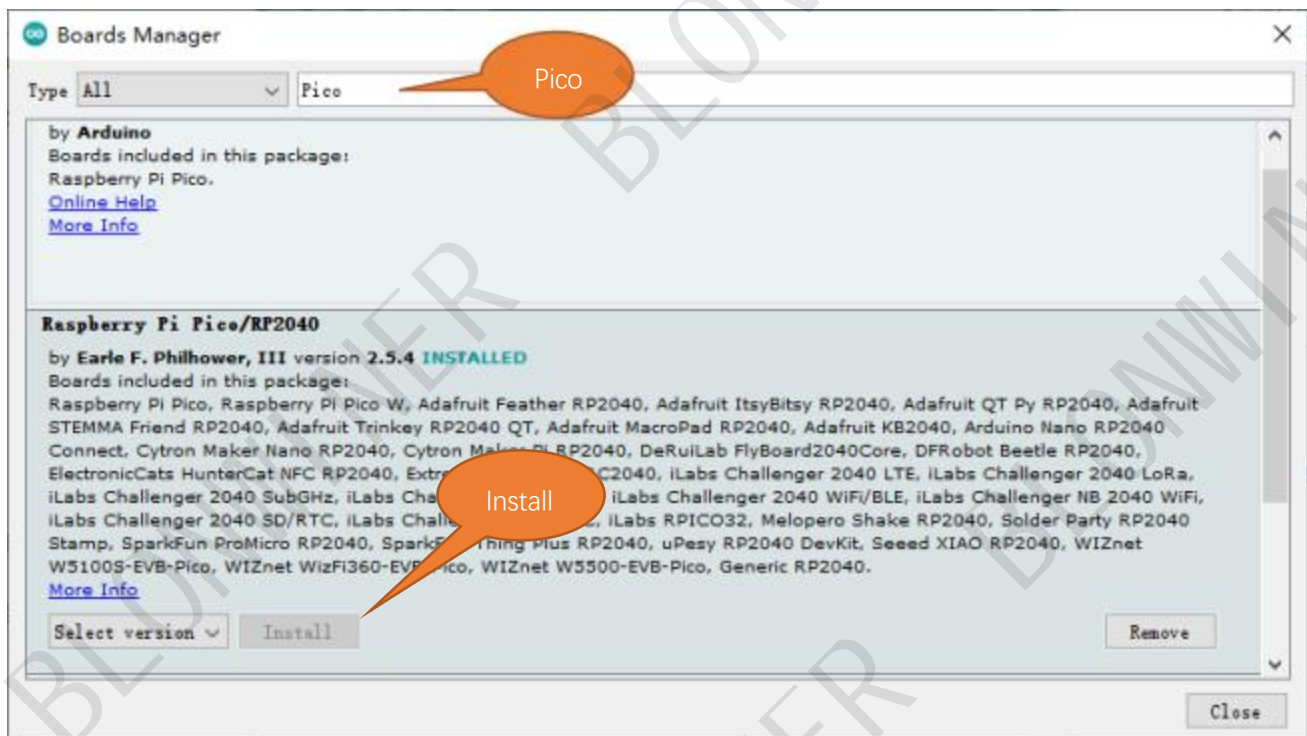 Boards Manager
Type All Pico
Pico
by Arduino
Boards included in this package:
Raspberry Pi Pico.
Online Help
More Info
Raspberry Pi Pico/RP2040
by Earle F. Philhower, III version 2.5.4 INSTALLED
Boards included in this package:
Raspberry Pi Pico, Raspberry Pi Pico W, Adafruit Feather RP2040, Adafruit ItsyBitsy RP2040, Adafruit QT Py RP2040, Adafruit
STEMMA Friend RP2040, Adafruit Trinkey RP2040 QT, Adafruit MacroPad RP2040, Adafruit KB2040, Arduino Nano RP2040
Connect, Cytron Maker Nano RP2040, Cytron Maker Pi RP2040, DeRuiLab FlyBoard2040Core, DFRobot Beetle RP2040,
ElectronicCats HunterCat NFC RP2040, iLabs Challenger 2040 LTE, iLabs Challenger 2040 LoRa,
iLabs Challenger 2040 SubGHz, iLabs iLabs Challenger 2040 WiFi/BLE, iLabs Challenger NB 2040 WiFi,
Install
iLabs Challenger 2040 SD/RTC, iLabs iLabs RPICO32, Melopero Shake RP2040, Solder Party RP2040
Stamp, SparkFun ProMicro RP2040, Thing Plus RP2040, uPesy RP2040 DevKit, Seeed XIAO RP2040, WIZnet
W5100S-EVB-Pico, WIZnet WizFi360-EVB-Pico, WIZnet W5500-EVB-Pico, Generic RP2040.
More Info
Select version Install Remove
Close
BLONWINER
BLONWINER